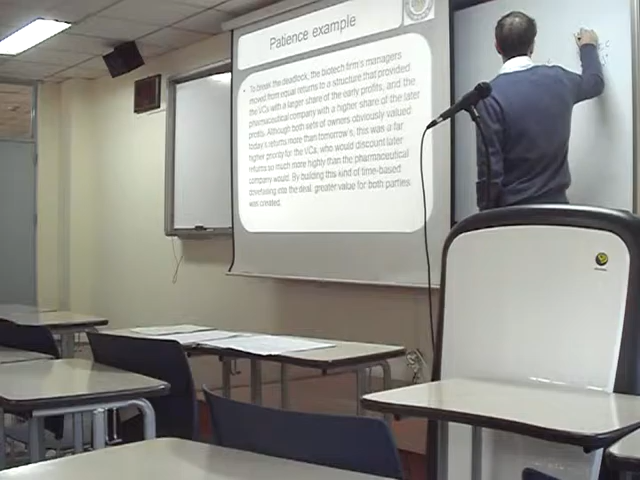 Patience example
• To break the deadlock, the biotech firm's managers
moved from equal returns to a structure that provided
the VCs with a larger share of the early profits, and the
pharmaceutical company with a higher share of the later
profits. Although both sets of owners obviously valued
today's returns more than tomorrow's, this was a far
higher priority for the VCs, who would discount later
returns so much more highly than the pharmaceutical
company would. By building this kind of time-based
into the deal, greater value for both parties
was created.